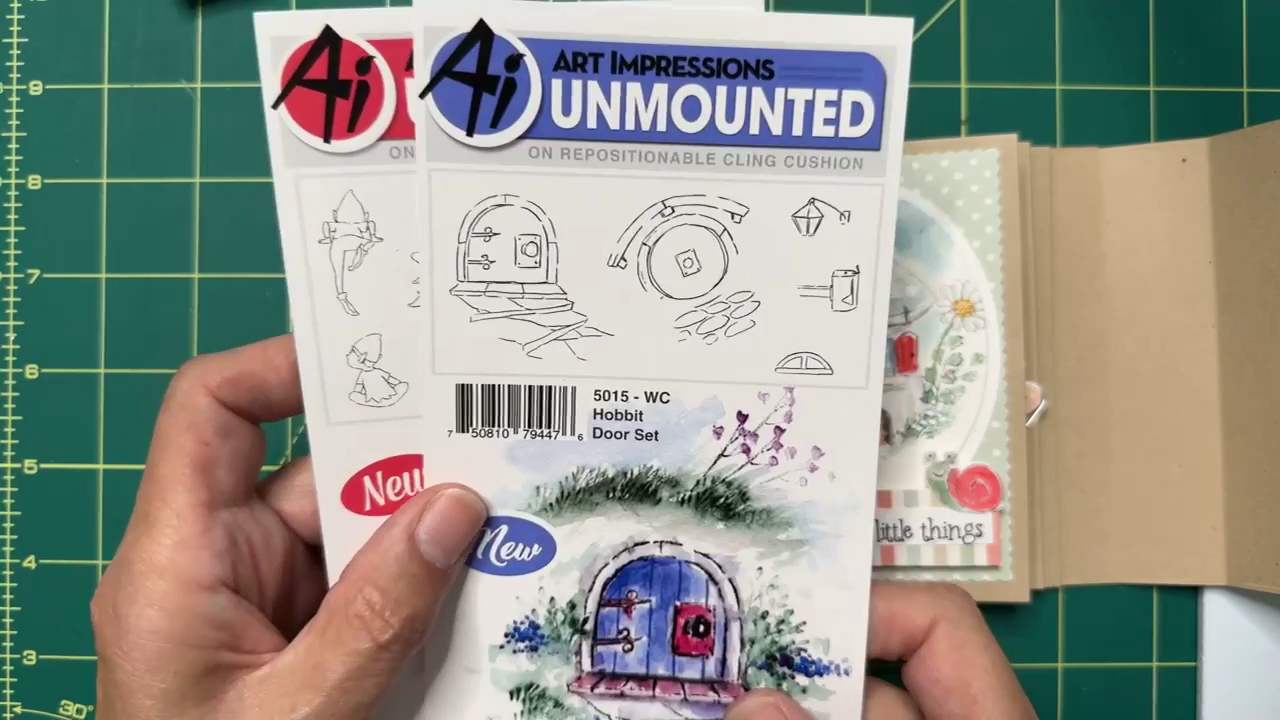 Ai
Ai
ART IMPRESSIONS
UNMOUNTED
ON REPOSITIONABLE CLING CUSHION
ON
5015 - WC
Hobbit
Door Set
7 50810 79447 6
New
New
little things
9
8
7
6
5
4
3
30°